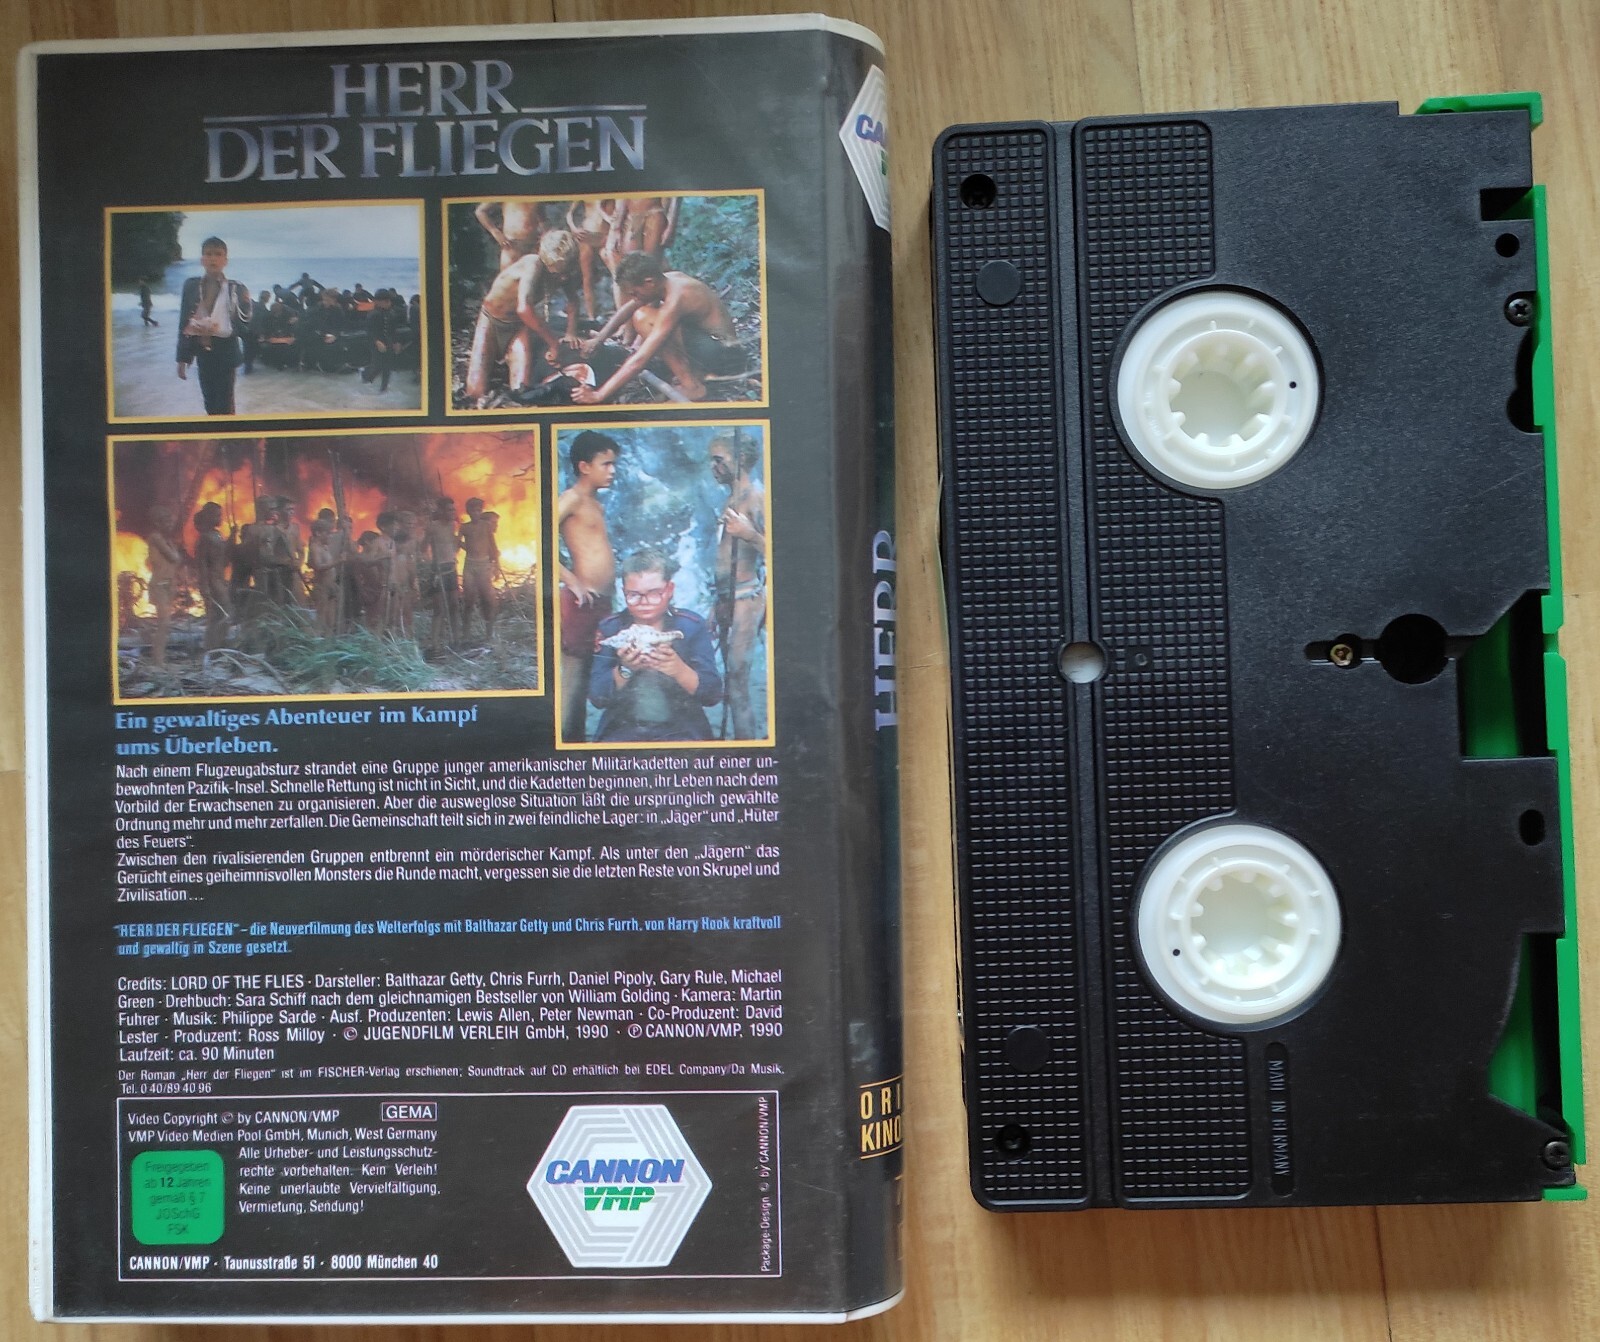 HERR
DER FLIEGEN
Ein gewaltiges Abenteuer im Kampf
ums Überleben.
Nach einem Flugzeugabsturz strandet eine Gruppe junger amerikanischer Militärkadetten auf einer un-
bewohnten Pazifik-Insel. Schnelle Rettung ist nicht in Sicht, und die Kadetten beginnen, ihr Leben nach dem
Vorbild der Erwachsenen zu organisieren. Aber die ausweglose Situation läßt die ursprünglich gewählte
Ordnung mehr und mehr zerfallen. Die Gemeinschaft teilt sich in zwei feindliche Lager: in „Jäger“ und „Hüter
des Feuers“.
Zwischen den rivalisierenden Gruppen entbrennt ein mörderischer Kampf. Als unter den „Jägern“ das
Gerücht eines geiheimnisvollen Monsters die Runde macht, vergessen sie die letzten Reste von Skrupel und
Zivilisation...
"HERR DER FLIEGEN" – die Neuverfilmung des Welterfolgs mit Balthazar Getty und Chris Furrh, von Harry Hook kraftvoll
und gewaltig in Szene gesetzt.
Credits: LORD OF THE FLIES · Darsteller: Balthazar Getty, Chris Furrh, Daniel Pipoly, Gary Rule, Michael
Green · Drehbuch: Sara Schiff nach dem gleichnamigen Bestseller von William Golding · Kamera: Martin
Fuhrer · Musik: Philippe Sarde · Ausf. Produzenten: Lewis Allen, Peter Newman · Co-Produzent: David
Lester · Produzent: Ross Milloy · © JUGENDFILM VERLEIH GmbH, 1990 · ℗ CANNON/VMP, 1990
Laufzeit: ca. 90 Minuten
Der Roman „Herr der Fliegen“ ist im FISCHER-Verlag erschienen; Soundtrack auf CD erhältlich bei EDEL Company/Da Musik,
Tel. 0 40/89 40 96
Video Copyright © by CANNON/VMP GEMA
VMP Video Medien Pool GmbH, Munich, West Germany
Alle Urheber- und Leistungsschutz-
rechte vorbehalten. Kein Verleih!
Keine unerlaubte Vervielfältigung,
Vermietung, Sendung!
Freigegeben
ab 12 Jahren
gemäß § 7
JÖSchG
FSK
CANNON/VMP · Taunusstraße 51 · 8000 München 40
CANNON
VMP
Package-Design © by CANNON/VMP
CA
HERR
ORI
KINO
MADE IN GERMANY